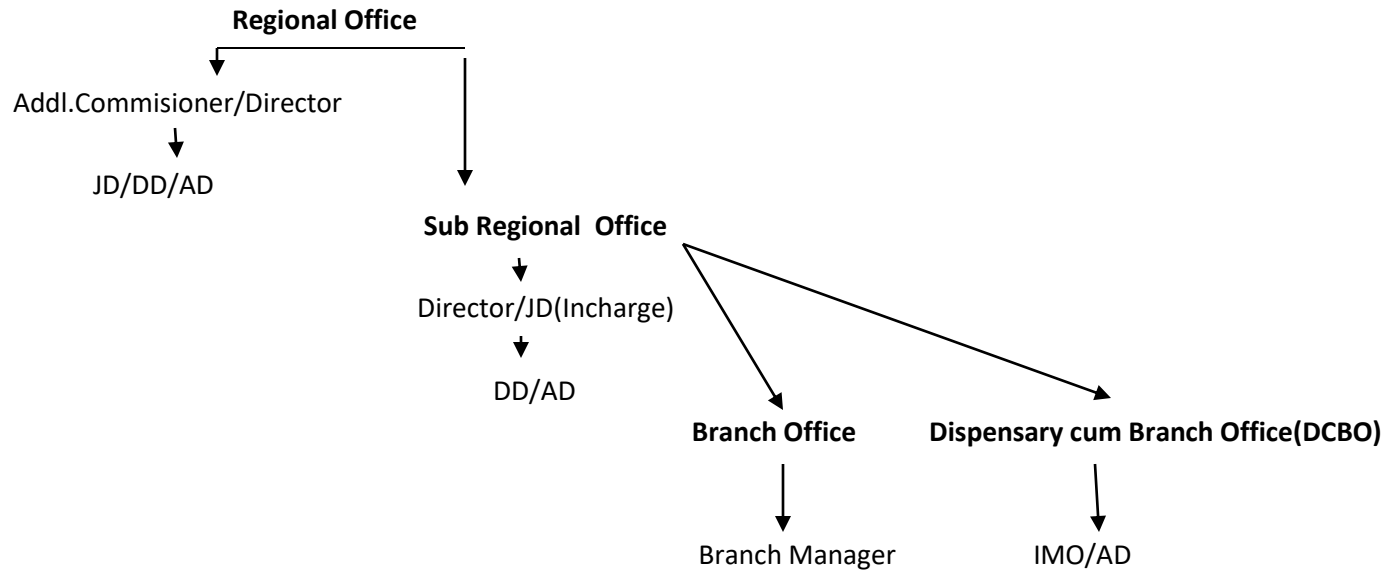 Regional Office
Addl.Commisioner/Director
JD/DD/AD
Sub Regional Office
Director/JD(Incharge)
DD/AD
Branch Office
Dispensary cum Branch Office(DCBO)
Branch Manager
IMO/AD